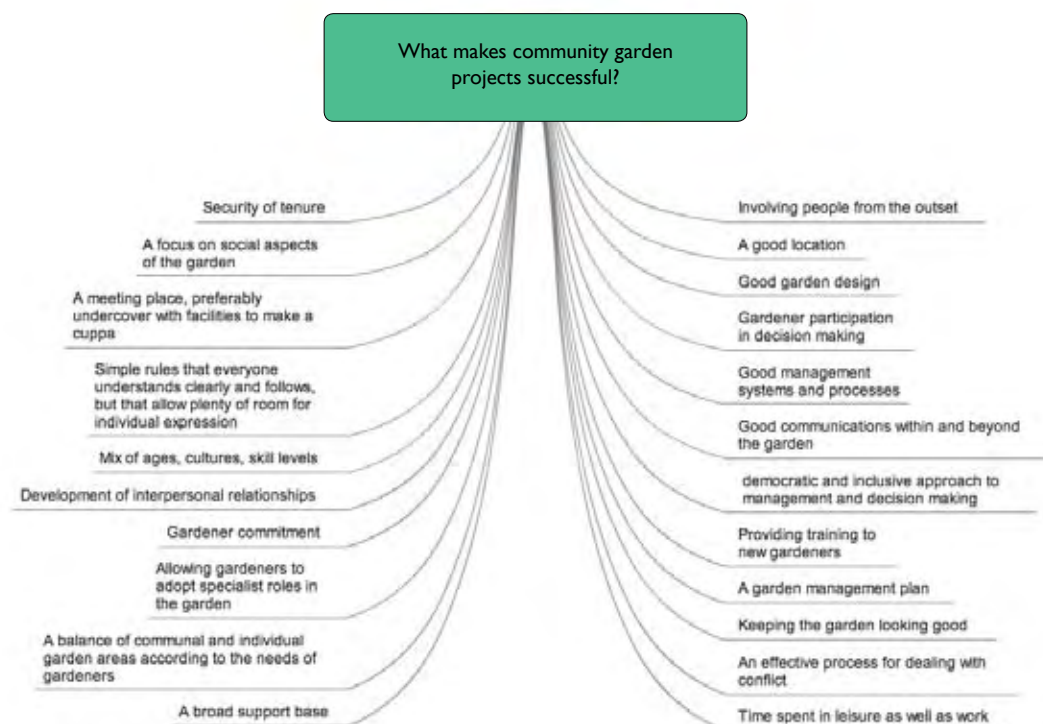 What makes community garden
projects successful?
Security of tenure
A focus on social aspects
of the garden
A meeting place, preferably
undercover with facilities to make a
cuppa
Simple rules that everyone
understands clearly and follows,
but that allow plenty of room for
individual expression
Mix of ages, cultures, skill levels
Development of interpersonal relationships
Gardener commitment
Allowing gardeners to
adopt specialist roles in
the garden
A balance of communal and individual
garden areas according to the needs of
gardeners
A broad support base
Involving people from the outset
A good location
Good garden design
Gardener participation
in decision making
Good management
systems and processes
Good communications within and beyond
the garden
democratic and inclusive approach to
management and decision making
Providing training to
new gardeners
A garden management plan
Keeping the garden looking good
An effective process for dealing with
conflict
Time spent in leisure as well as work